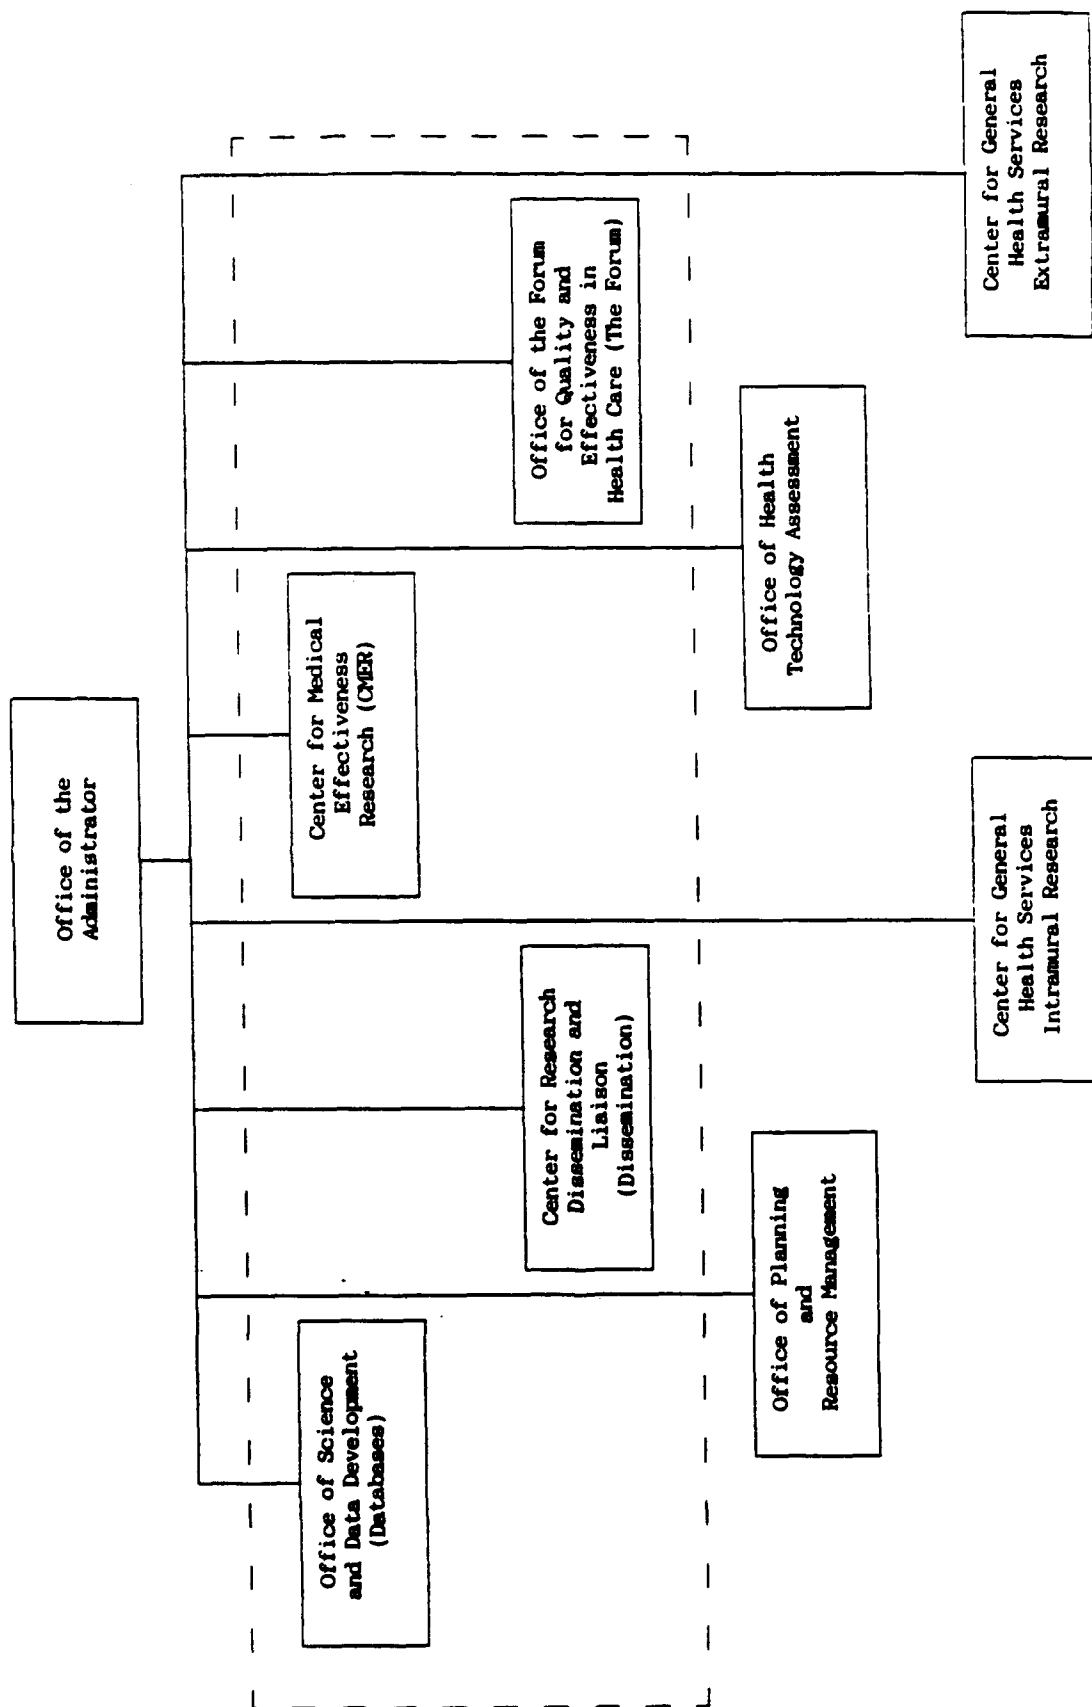 Office of the
Administrator
Office of Science
and Data Development
(Databases)
Center for Medical
Effectiveness
Research (CMER)
Center for Research
Dissemination and
Liaison
(Dissemination)
Office of the Forum
for Quality and
Effectiveness in
Health Care (The Forum)
Office of Planning
and
Resource Management
Office of Health
Technology Assessment
Center for General
Health Services
Intramural Research
Center for General
Health Services
Extramural Research